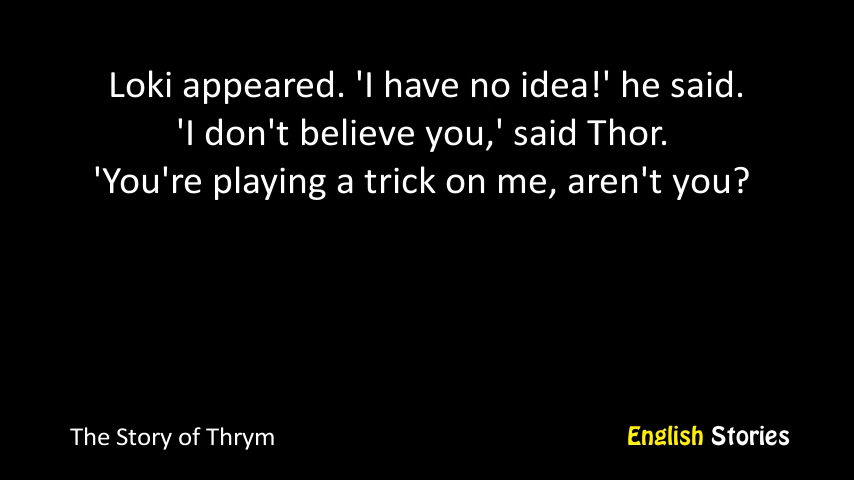 Loki appeared. 'I have no idea!' he said.
'I don't believe you,' said Thor.
'You're playing a trick on me, aren't you?
The Story of Thrym
English Stories